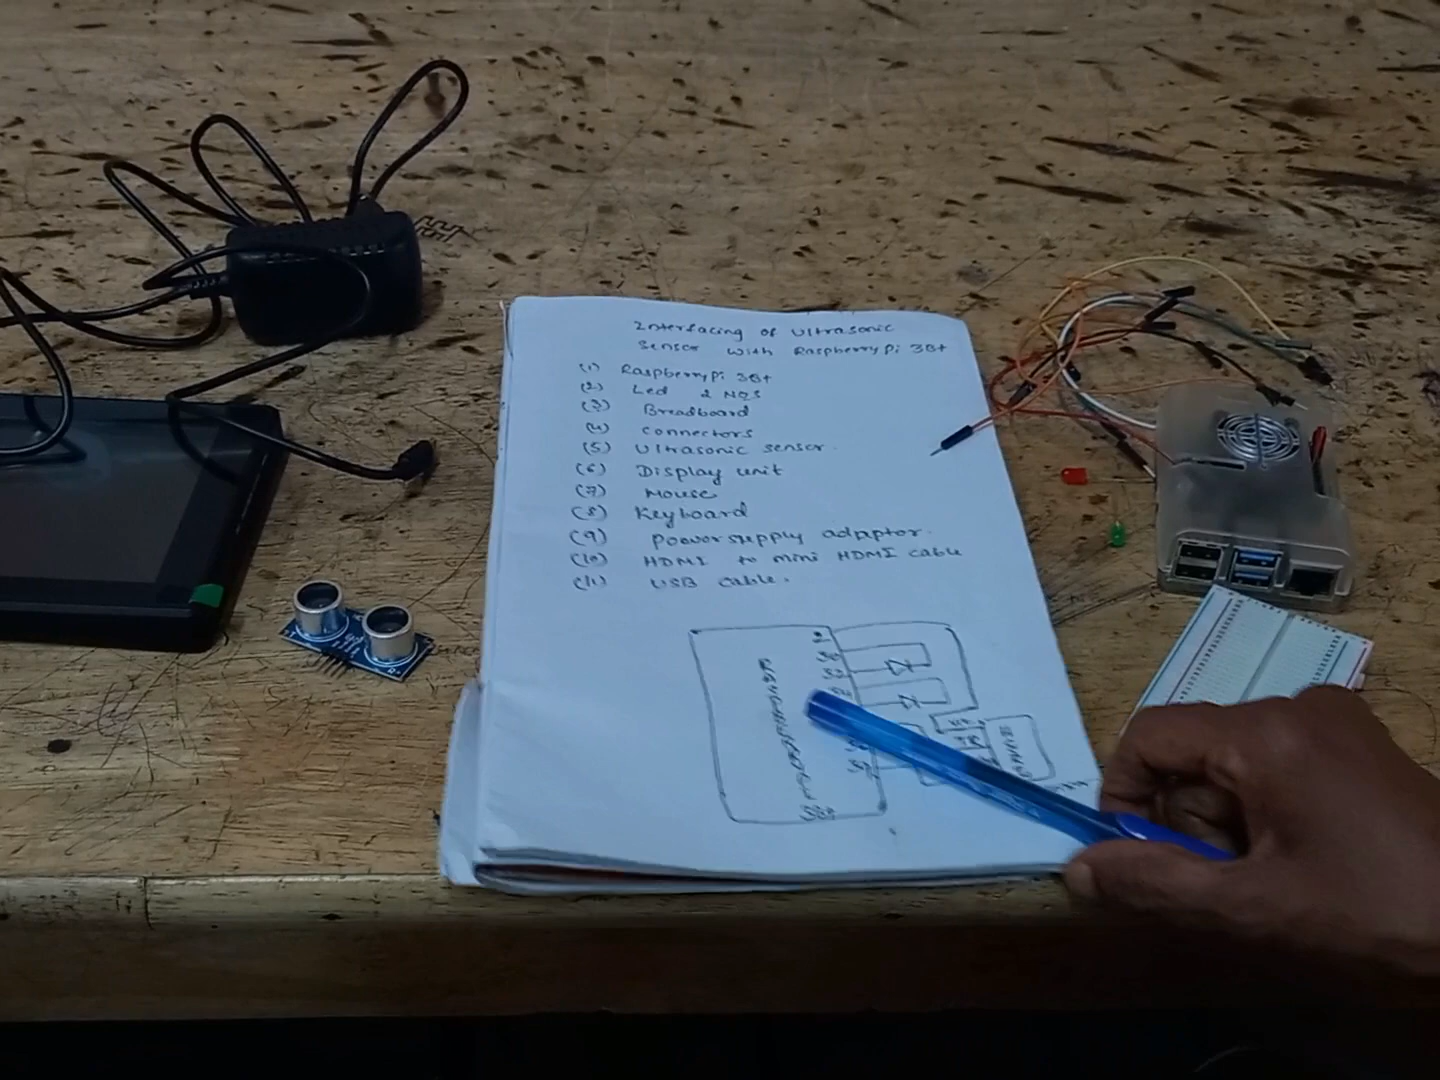 Interfacing of Ultrasonic
Sensor with Raspberry Pi 3B+
(1) Raspberry Pi 3B+
(2) Led 2 NOS
(3) Breadboard
(4) Connectors
(5) Ultrasonic sensor.
(6) Display unit
(7) Mouse
(8) Keyboard
(9) Power supply adaptor.
(10) HDMI to mini HDMI cable
(11) USB cable.